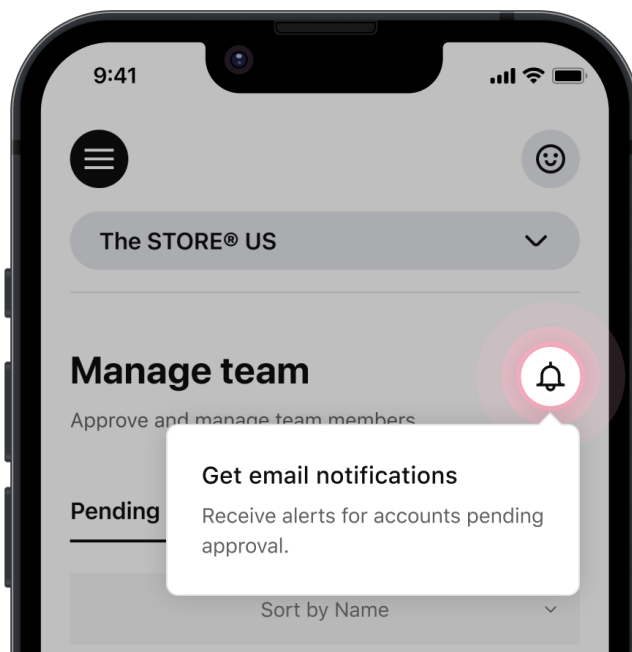 9:41
The STORE® US
Manage team
Approve and manage team members
Get email notifications
Receive alerts for accounts pending
approval.
Pending
Sort by Name